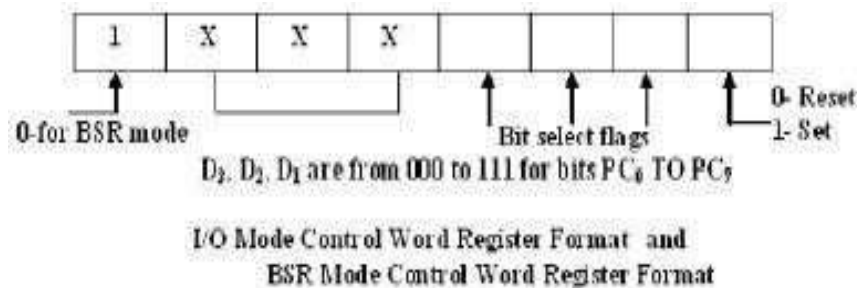 1 X X X
0- Reset
0-for BSR mode Bit select flags 1- Set
D₃, D₂, D₁ are from 000 to 111 for bits PC₀ TO PC₇
I/O Mode Control Word Register Format and
BSR Mode Control Word Register Format